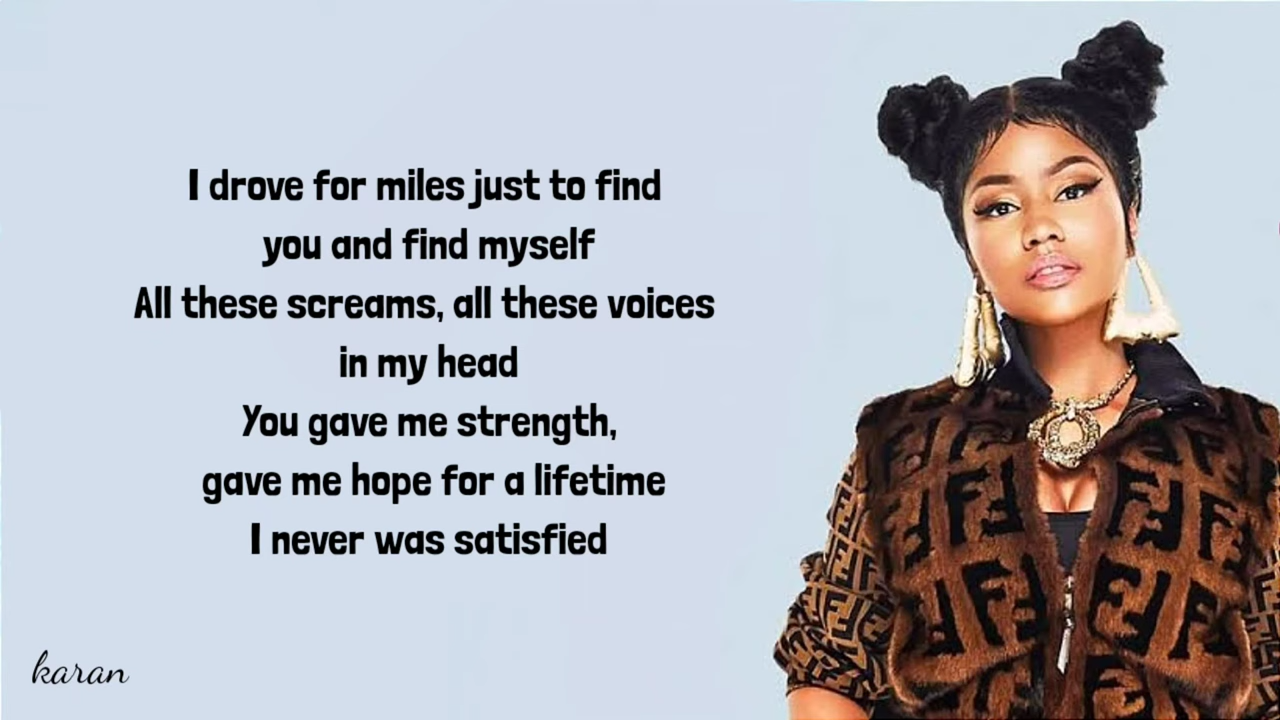 I drove for miles just to find
you and find myself
All these screams, all these voices
in my head
You gave me strength,
gave me hope for a lifetime
I never was satisfied
karan